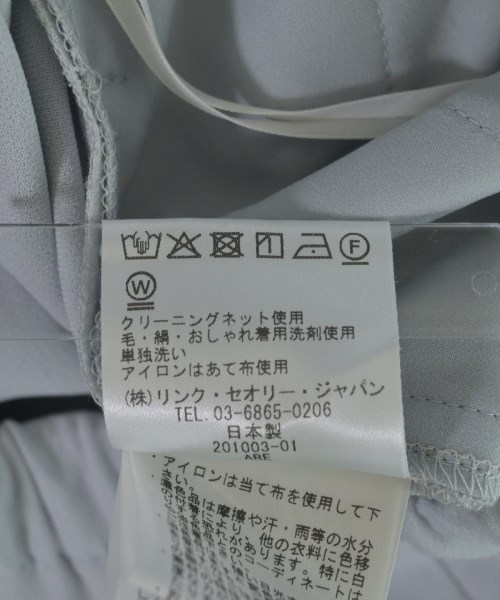 F
W
クリーニングネット使用
毛・絹・おしゃれ着用洗剤使用
単独洗い
アイロンはあて布使用
(株)リンク・セオリー・ジャパン
TEL.03-6865-0206
日本製
201003-01
ARE
・アイロンは当て布を使用して下
さい。
品は摩擦や汗・雨等の水分
より、他の衣料に色移
があります。特に白
のコーディネートは